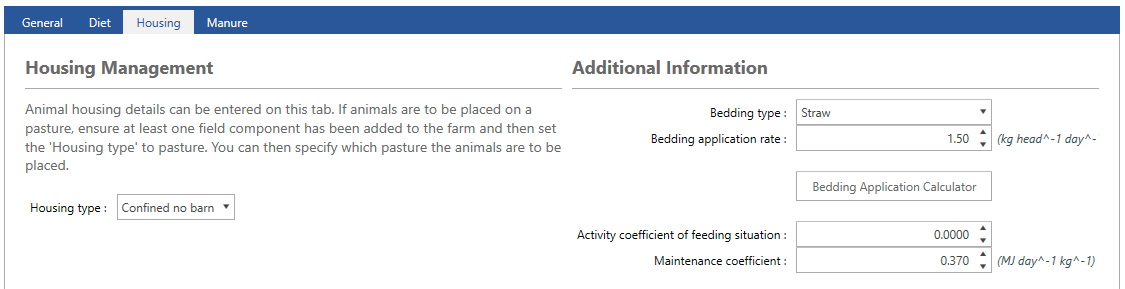 General Diet Housing Manure
Housing Management
Animal housing details can be entered on this tab. If animals are to be placed on a
pasture, ensure at least one field component has been added to the farm and then set
the 'Housing type' to pasture. You can then specify which pasture the animals are to be
placed.
Housing type : Confined no barn
Additional Information
Bedding type : Straw
Bedding application rate : 1.50 (kg head^-1 day^-
Bedding Application Calculator
Activity coefficient of feeding situation : 0.0000
Maintenance coefficient : 0.370 (MJ day^-1 kg^-1)